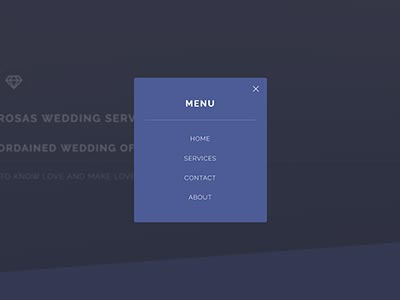 MENU
HOME
SERVICES
CONTACT
ABOUT
ROSAS WEDDING SERV
ORDAINED WEDDING OF
TO KNOW LOVE AND MAKE LOVE